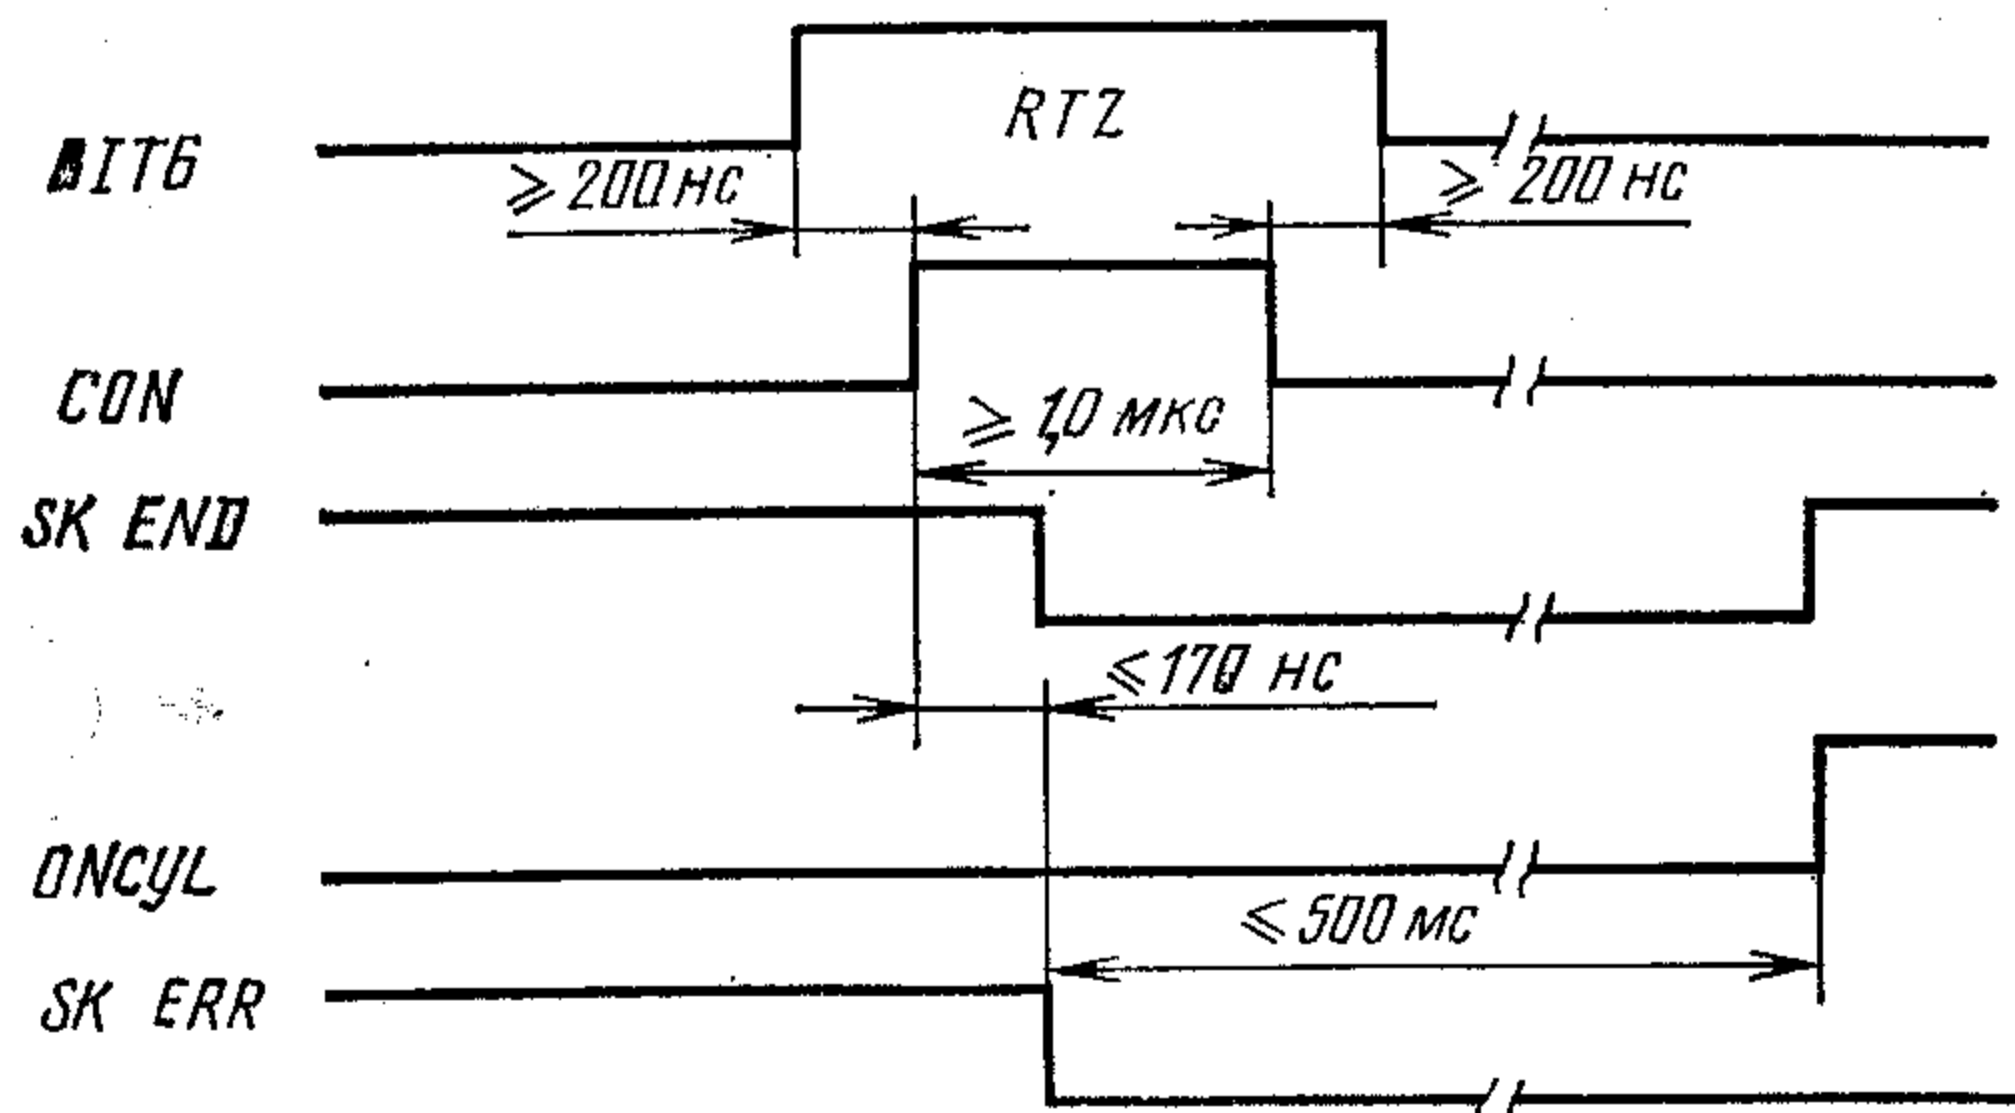 RTZ
BIT6
≥ 200 нс
≥ 200 нс
CON
≥ 1,0 мкс
SK END
≤ 170 нс
ONCYL
≤ 500 мс
SK ERR